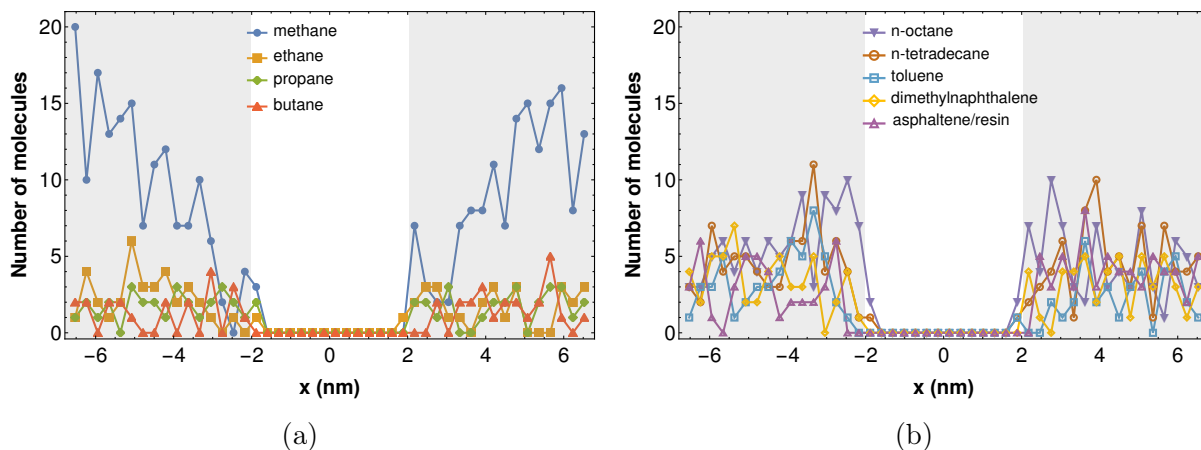 20
15
10
5
0
Number of molecules
methane
ethane
propane
butane
−6 −4 −2 0 2 4 6
x (nm)
(a)
20
15
10
5
0
Number of molecules
n-octane
n-tetradecane
toluene
dimethylnaphthalene
asphaltene/resin
−6 −4 −2 0 2 4 6
x (nm)
(b)